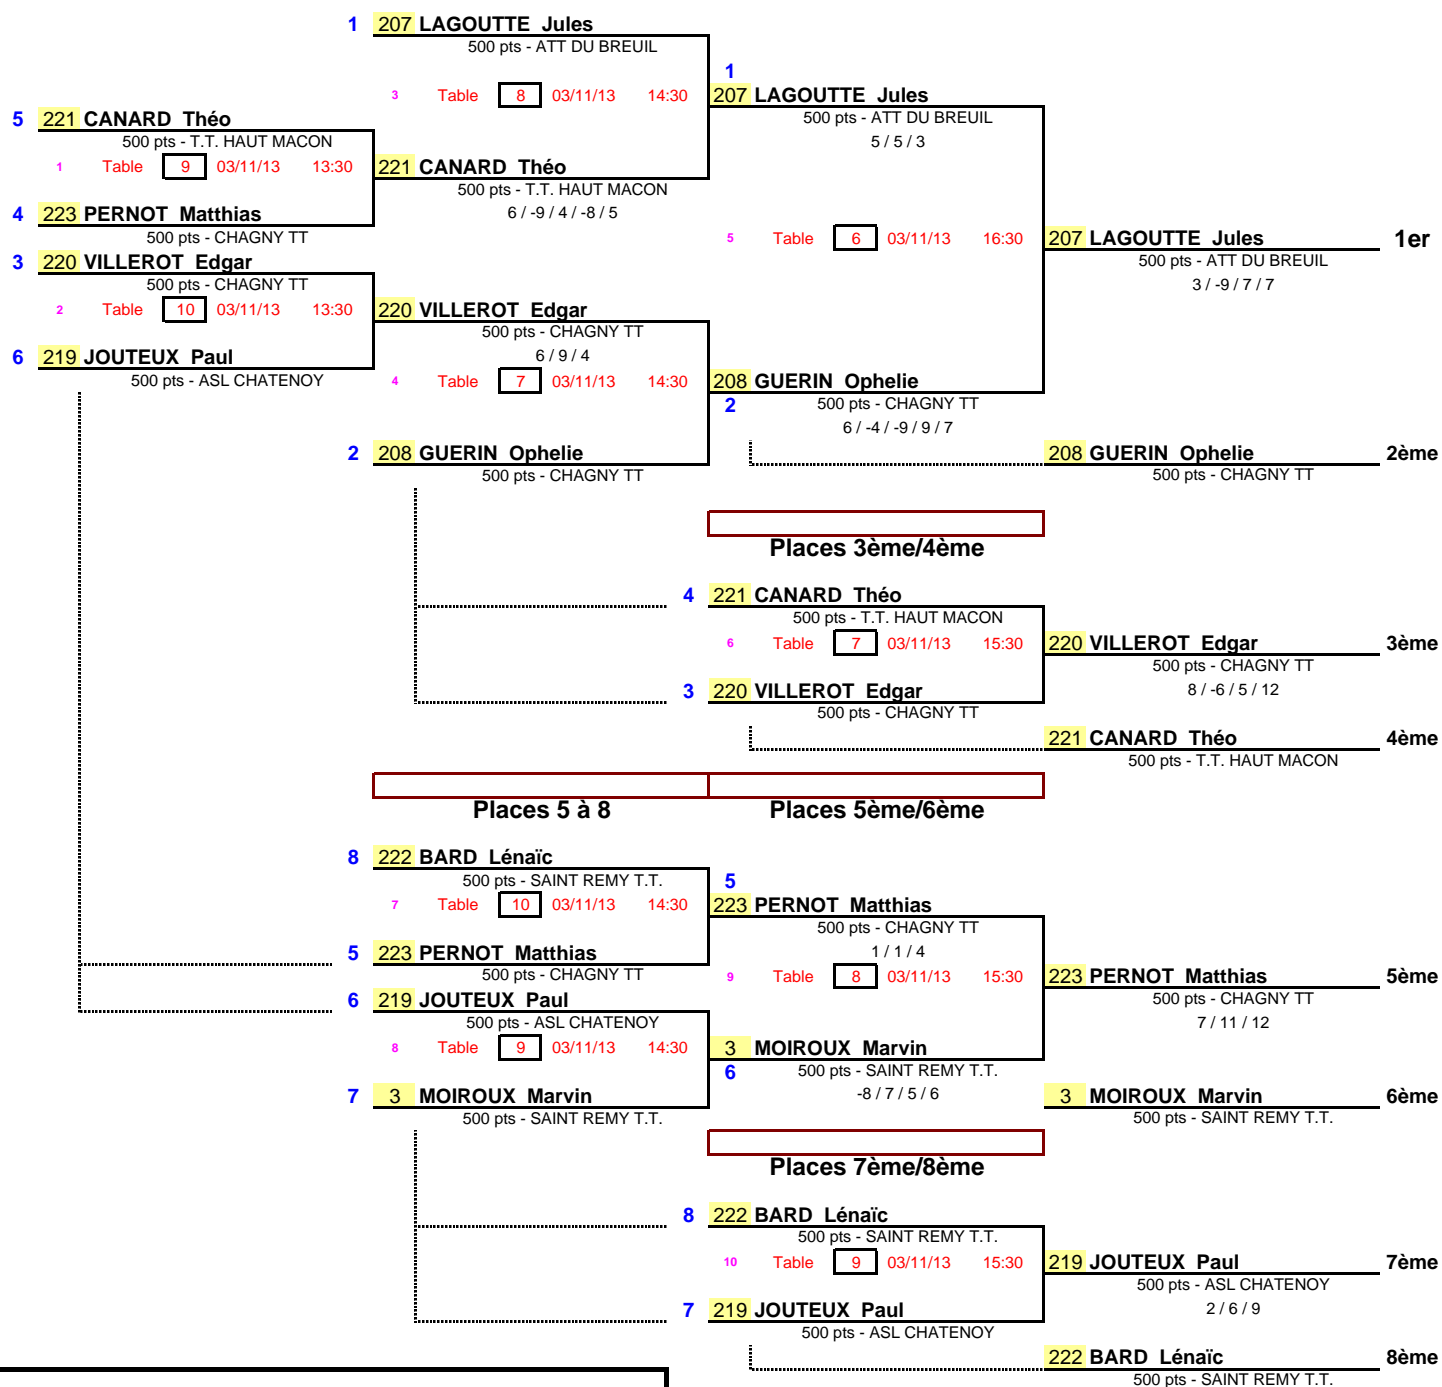 1 207 LAGOUTTE Jules
500 pts - ATT DU BREUIL
1
3 Table 8 03/11/13 14:30 207 LAGOUTTE Jules
5 221 CANARD Théo 500 pts - ATT DU BREUIL
500 pts - T.T. HAUT MACON 5 / 5 / 3
1 Table 9 03/11/13 13:30 221 CANARD Théo
500 pts - T.T. HAUT MACON
4 223 PERNOT Matthias 6 / -9 / 4 / -8 / 5
500 pts - CHAGNY TT 5 Table 6 03/11/13 16:30 207 LAGOUTTE Jules 1er
3 220 VILLEROT Edgar 500 pts - ATT DU BREUIL
500 pts - CHAGNY TT 3 / -9 / 7 / 7
2 Table 10 03/11/13 13:30 220 VILLEROT Edgar
500 pts - CHAGNY TT
6 219 JOUTEUX Paul 6 / 9 / 4
500 pts - ASL CHATENOY 4 Table 7 03/11/13 14:30 208 GUERIN Ophelie
2 500 pts - CHAGNY TT
6 / -4 / -9 / 9 / 7
2 208 GUERIN Ophelie 208 GUERIN Ophelie 2ème
500 pts - CHAGNY TT 500 pts - CHAGNY TT
Places 3ème/4ème
4 221 CANARD Théo
500 pts - T.T. HAUT MACON
6 Table 7 03/11/13 15:30 220 VILLEROT Edgar 3ème
500 pts - CHAGNY TT
3 220 VILLEROT Edgar 8 / -6 / 5 / 12
500 pts - CHAGNY TT
221 CANARD Théo 4ème
500 pts - T.T. HAUT MACON
Places 5 à 8 Places 5ème/6ème
8 222 BARD Lénaïc
500 pts - SAINT REMY T.T. 5
7 Table 10 03/11/13 14:30 223 PERNOT Matthias
500 pts - CHAGNY TT
5 223 PERNOT Matthias 1 / 1 / 4
500 pts - CHAGNY TT 9 Table 8 03/11/13 15:30 223 PERNOT Matthias 5ème
6 219 JOUTEUX Paul 500 pts - CHAGNY TT
500 pts - ASL CHATENOY 7 / 11 / 12
8 Table 9 03/11/13 14:30 3 MOIROUX Marvin
6 500 pts - SAINT REMY T.T.
7 3 MOIROUX Marvin -8 / 7 / 5 / 6 3 MOIROUX Marvin 6ème
500 pts - SAINT REMY T.T. 500 pts - SAINT REMY T.T.
Places 7ème/8ème
8 222 BARD Lénaïc
500 pts - SAINT REMY T.T.
10 Table 9 03/11/13 15:30 219 JOUTEUX Paul 7ème
500 pts - ASL CHATENOY
7 219 JOUTEUX Paul 2 / 6 / 9
500 pts - ASL CHATENOY
222 BARD Lénaïc 8ème
500 pts - SAINT REMY T.T.